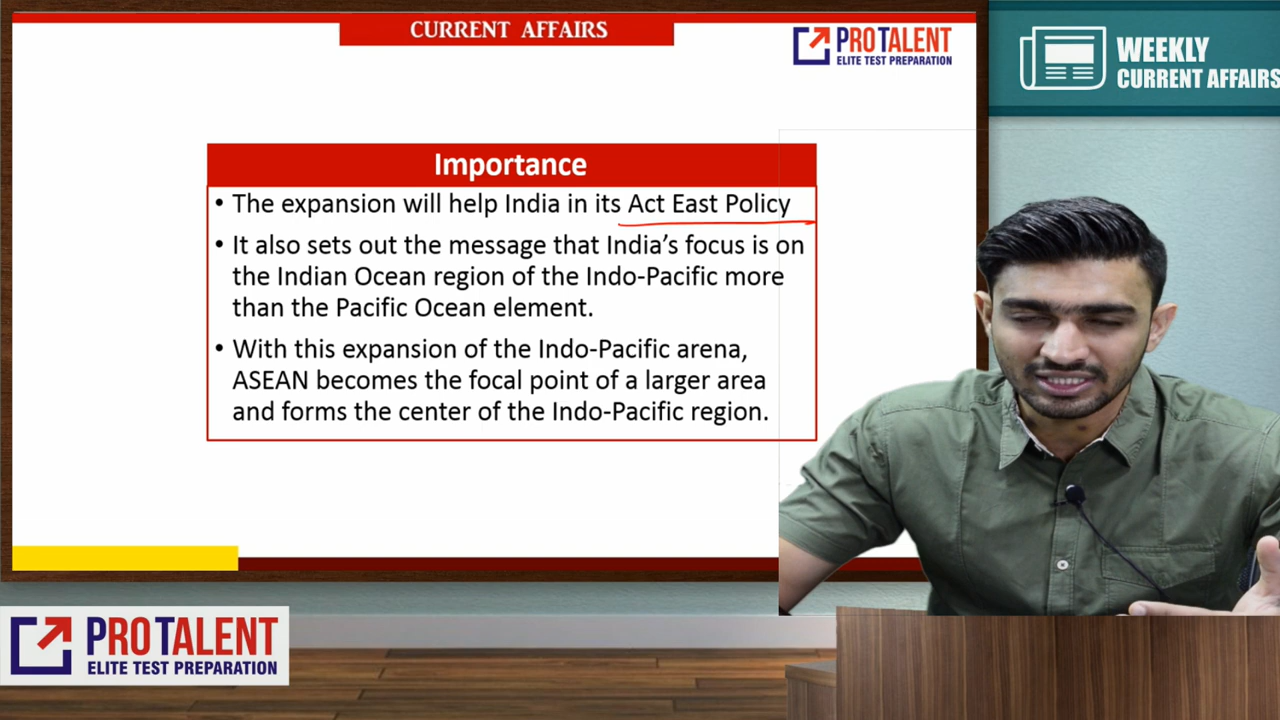 CURRENT AFFAIRS
PROTALENT
ELITE TEST PREPARATION
WEEKLY
CURRENT AFFAIRS
Importance
• The expansion will help India in its Act East Policy
• It also sets out the message that India’s focus is on
the Indian Ocean region of the Indo-Pacific more
than the Pacific Ocean element.
• With this expansion of the Indo-Pacific arena,
ASEAN becomes the focal point of a larger area
and forms the center of the Indo-Pacific region.
PROTALENT
ELITE TEST PREPARATION